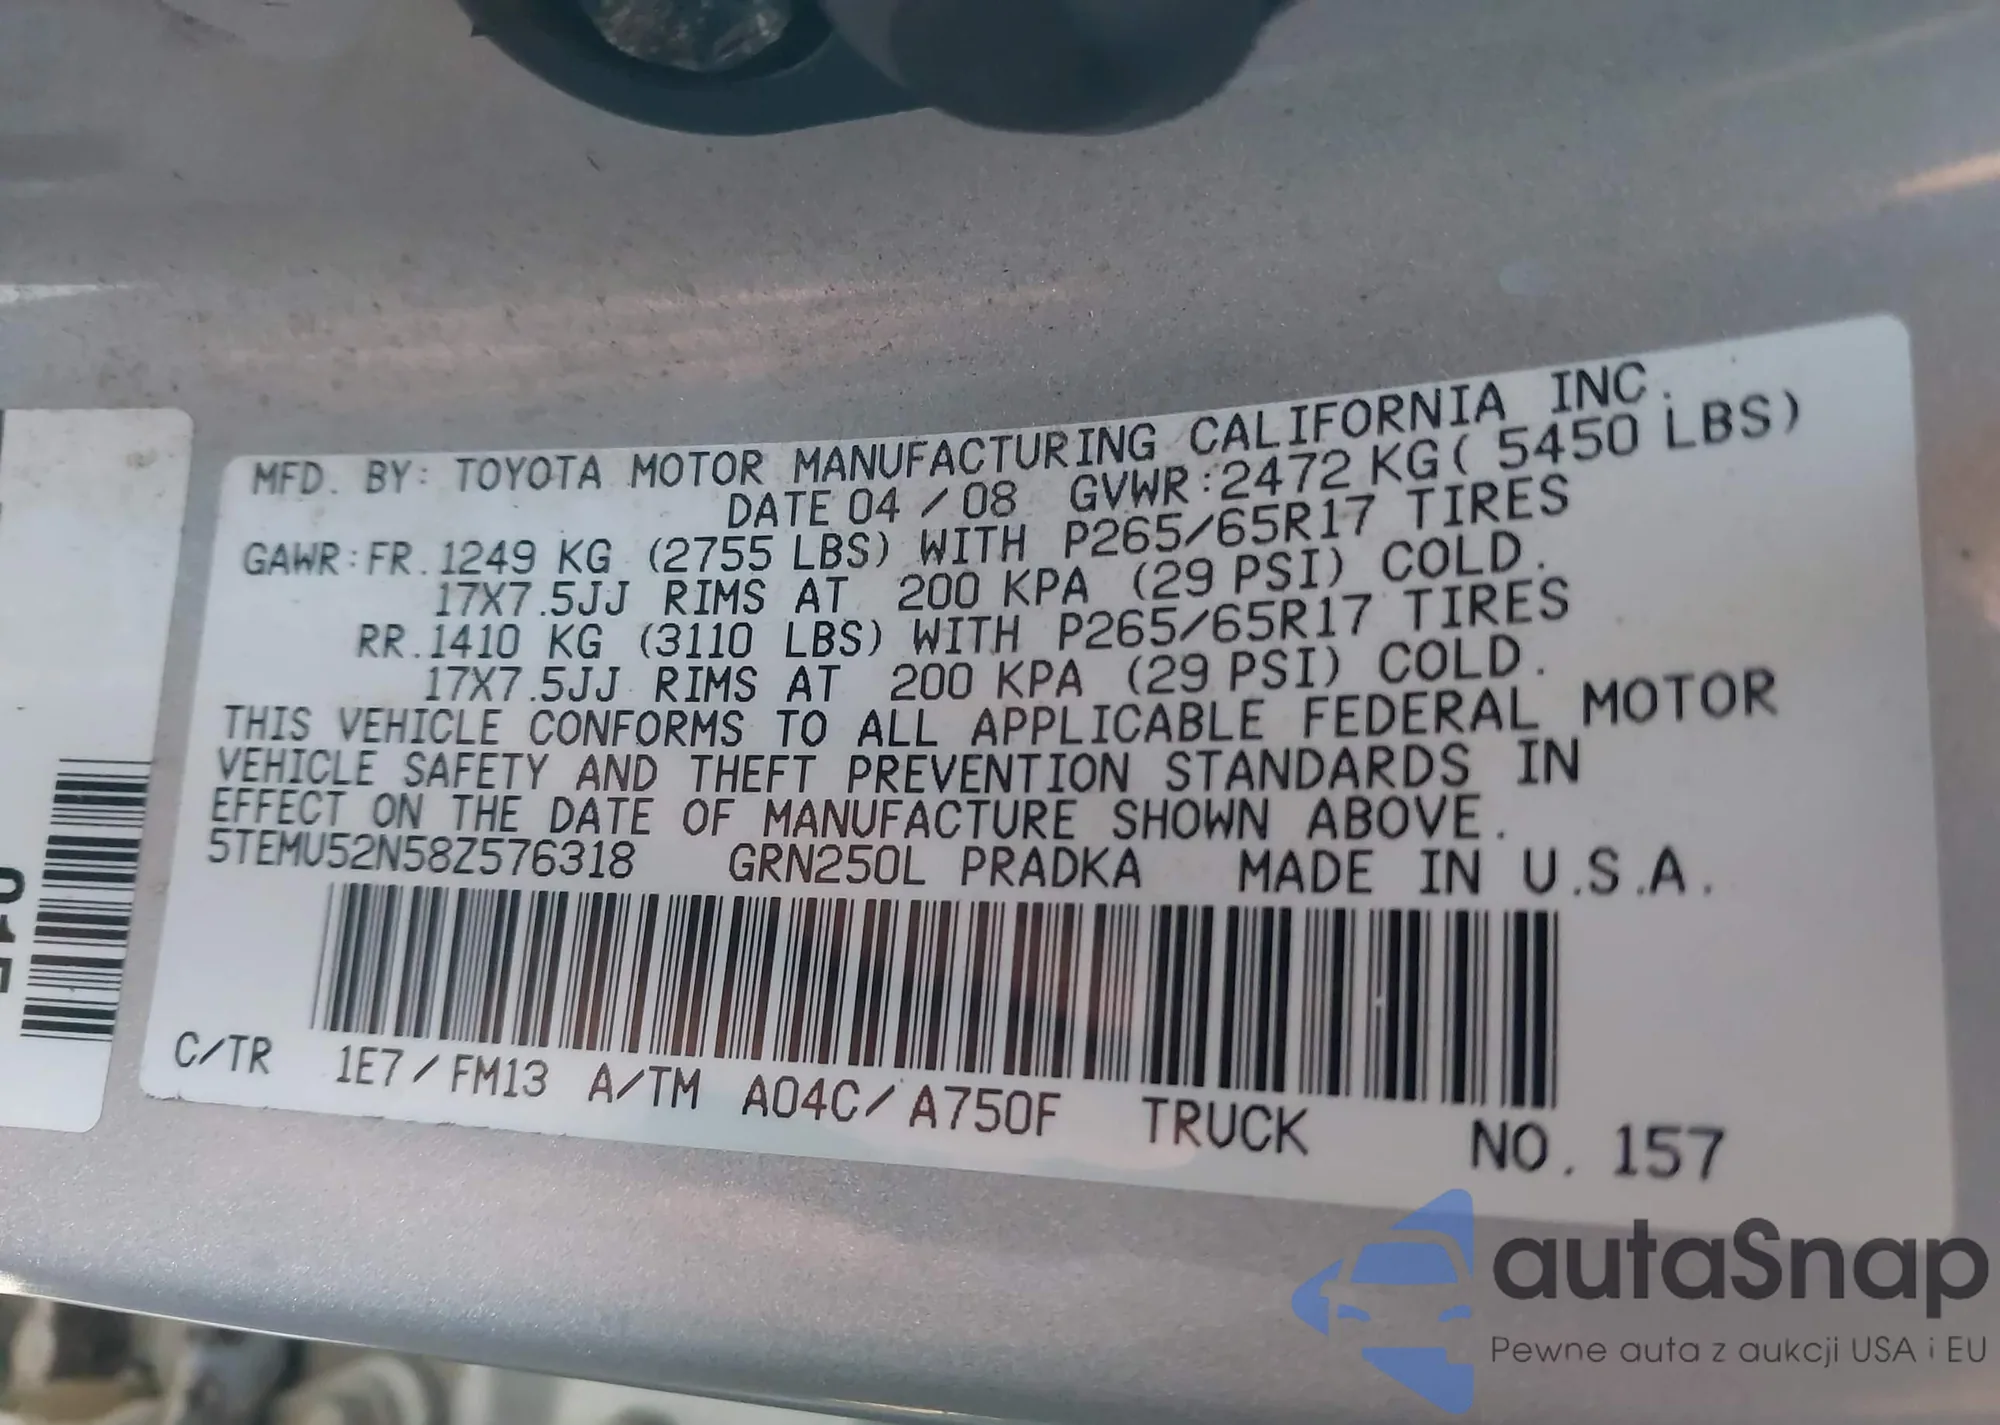 MFD. BY: TOYOTA MOTOR MANUFACTURING CALIFORNIA INC.
DATE 04 / 08 GVWR:2472 KG( 5450 LBS)
GAWR:FR.1249 KG (2755 LBS) WITH P265/65R17 TIRES
17X7.5JJ RIMS AT 200 KPA (29 PSI) COLD.
RR.1410 KG (3110 LBS) WITH P265/65R17 TIRES
17X7.5JJ RIMS AT 200 KPA (29 PSI) COLD.
THIS VEHICLE CONFORMS TO ALL APPLICABLE FEDERAL MOTOR
VEHICLE SAFETY AND THEFT PREVENTION STANDARDS IN
EFFECT ON THE DATE OF MANUFACTURE SHOWN ABOVE.
5TEMU52N58Z576318 GRN250L PRADKA MADE IN U.S.A.
C/TR 1E7/FM13 A/TM A04C/A750F TRUCK NO. 157
autaSnap
Pewne auta z aukcji USA i EU